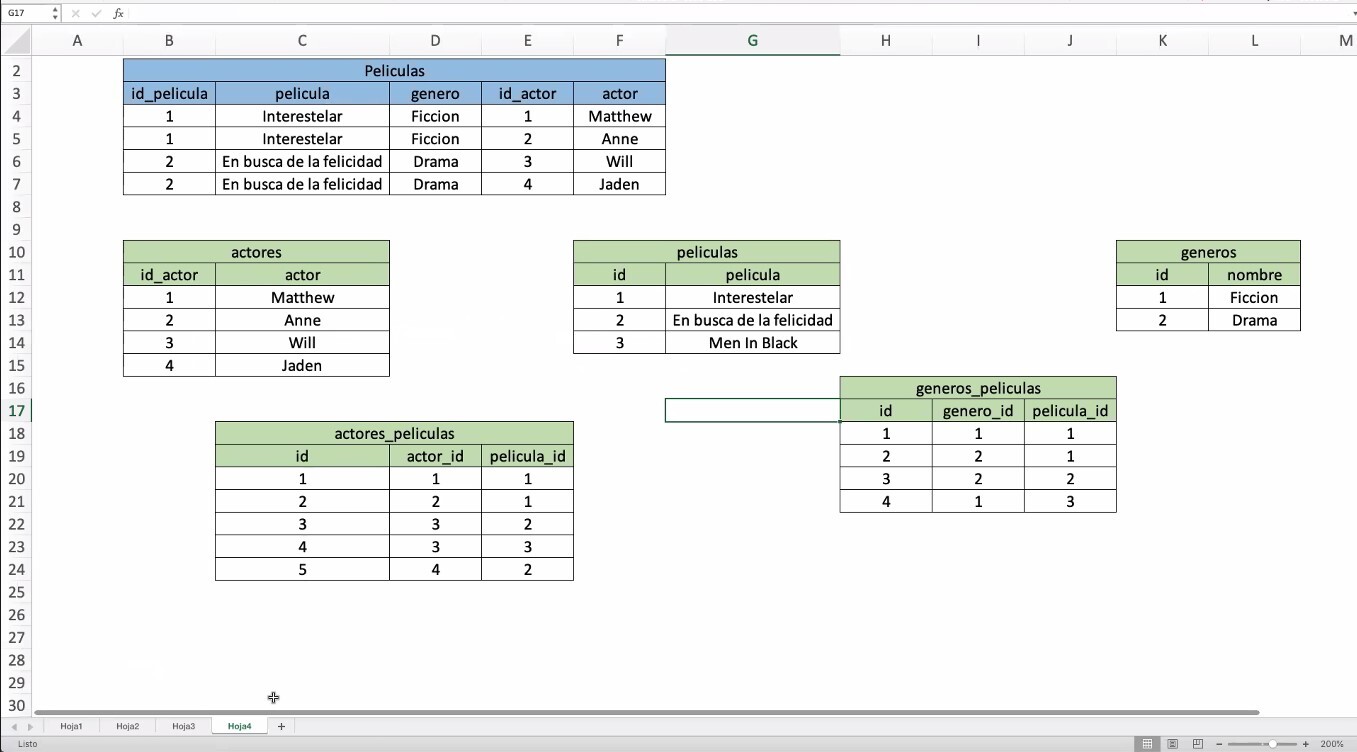 G17 fx
A B C D E F G H I J K L M
2 Peliculas
3 id_pelicula pelicula genero id_actor actor
4 1 Interestelar Ficcion 1 Matthew
5 1 Interestelar Ficcion 2 Anne
6 2 En busca de la felicidad Drama 3 Will
7 2 En busca de la felicidad Drama 4 Jaden
8
9
10 actores peliculas generos
11 id_actor actor id pelicula id nombre
12 1 Matthew 1 Interestelar 1 Ficcion
13 2 Anne 2 En busca de la felicidad 2 Drama
14 3 Will 3 Men In Black
15 4 Jaden
16 generos_peliculas
17 id genero_id pelicula_id
18 actores_peliculas 1 1 1
19 id actor_id pelicula_id 2 2 1
20 1 1 1 3 2 2
21 2 2 1 4 1 3
22 3 3 2
23 4 3 3
24 5 4 2
25
26
27
28
29
30
Hoja1 Hoja2 Hoja3 Hoja4 +
Listo - + 200%